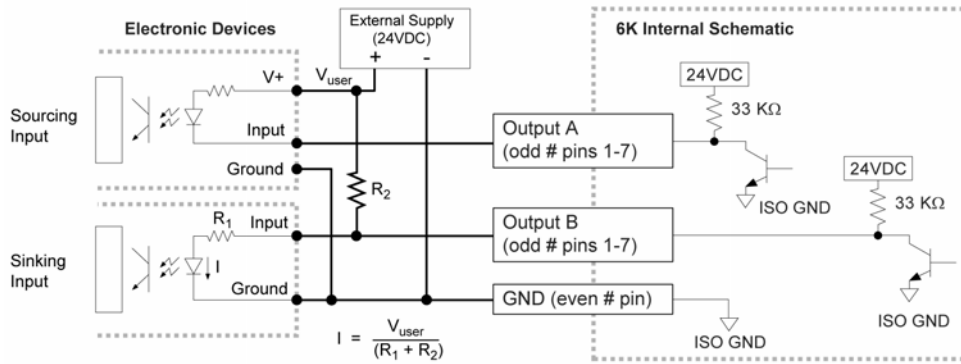 Electronic Devices
External Supply
(24VDC)
+ -
6K Internal Schematic
V+
Vuser
24VDC
33 KΩ
Sourcing
Input
Input
Output A
(odd # pins 1-7)
Ground
R2
24VDC
ISO GND
33 KΩ
R1
Input
Output B
(odd # pins 1-7)
Sinking
Input
I
Ground
GND (even # pin)
ISO GND
ISO GND
I = Vuser
(R1 + R2)